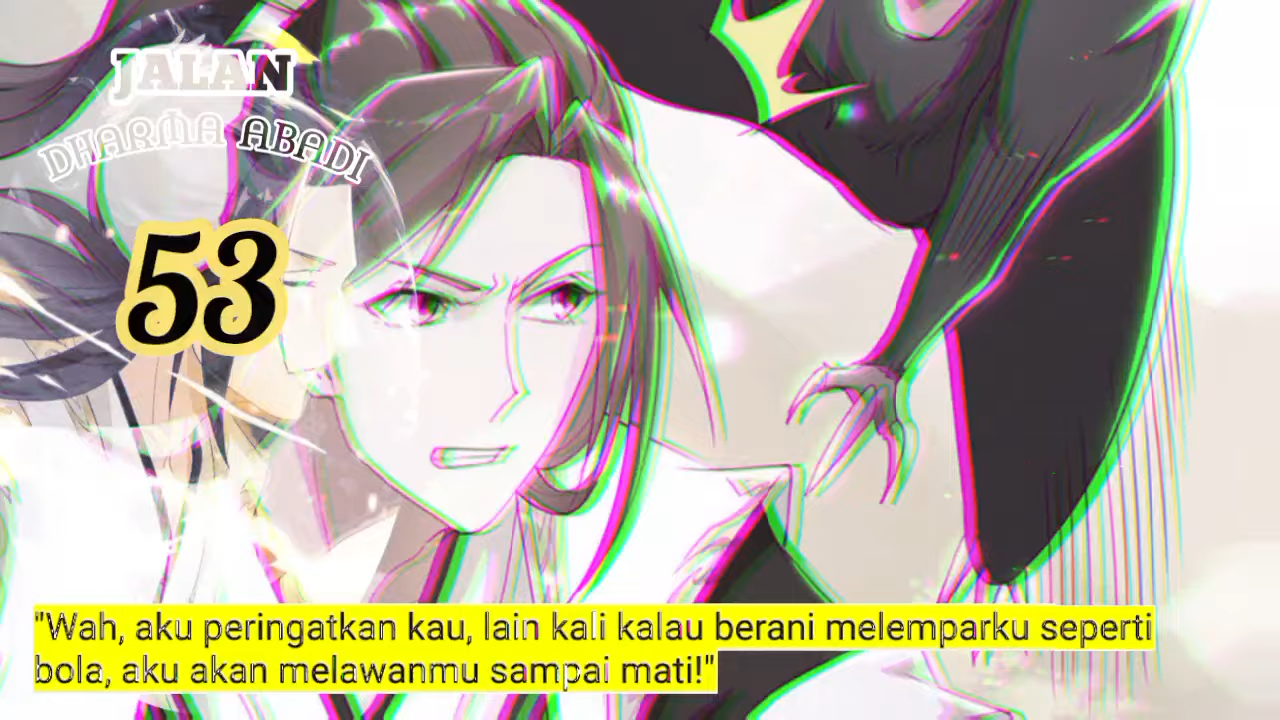 JALAN
DHARMA ABADI
53
"Wah, aku peringatkan kau, lain kali kalau berani melemparku seperti
bola, aku akan melawanmu sampai mati!"